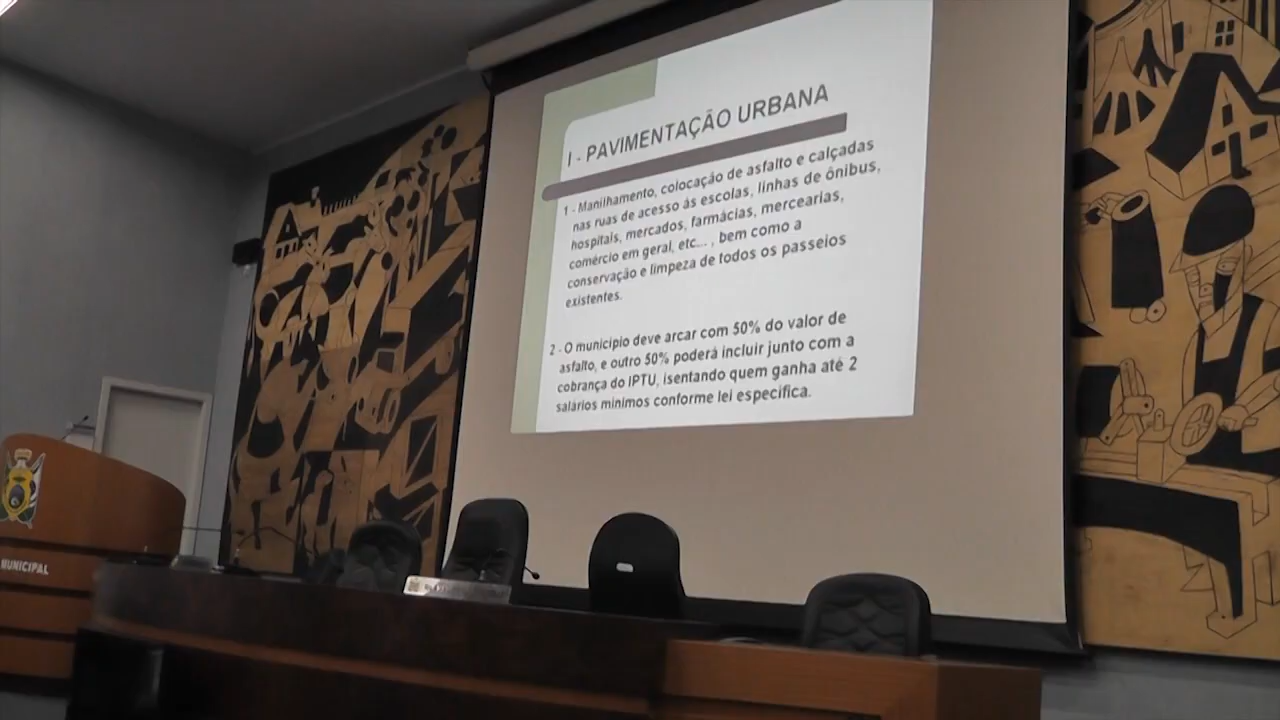 I - PAVIMENTAÇÃO URBANA
1 - Manilhamento, colocação de asfalto e calçadas
nas ruas de acesso às escolas, linhas de ônibus,
hospitais, mercados, farmácias, mercearias,
comércio em geral, etc... , bem como a
conservação e limpeza de todos os passeios
existentes.
2 - O município deve arcar com 50% do valor de
asfalto, e outro 50% poderá incluir junto com a
cobrança do IPTU, isentando quem ganha até 2
salários mínimos conforme lei específica.
MUNICIPAL